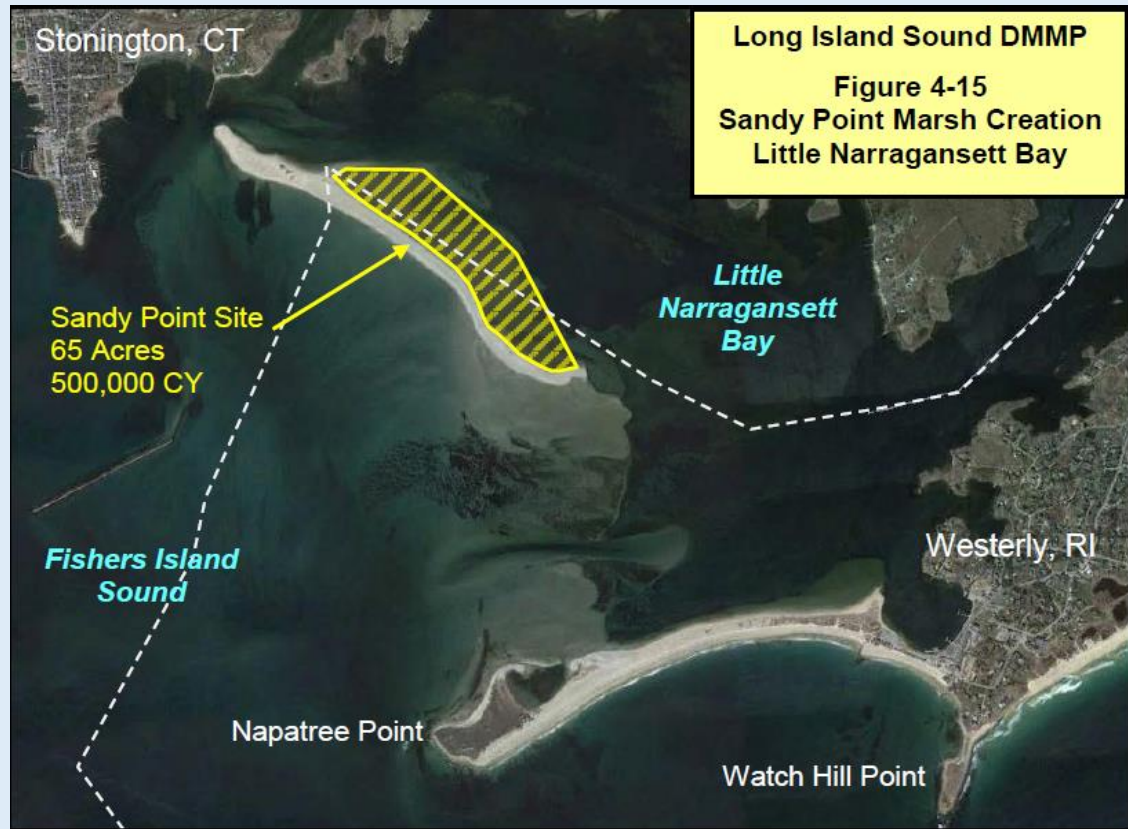 Stonington, CT
Long Island Sound DMMP
Figure 4-15
Sandy Point Marsh Creation
Little Narragansett Bay
Little
Narragansett
Bay
Sandy Point Site
65 Acres
500,000 CY
Fishers Island
Sound
Westerly, RI
Napatree Point
Watch Hill Point